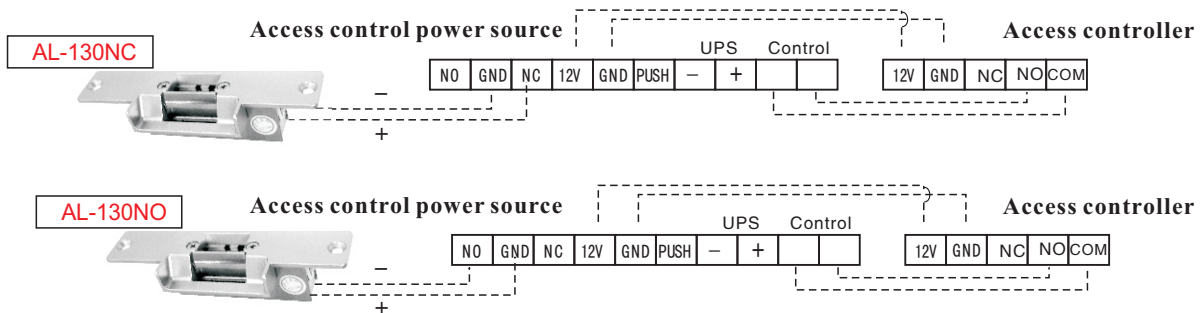 Access control power source
Access controller
AL-130NC
UPS Control
NO GND NC 12V GND PUSH − +
12V GND NC NO COM
−
+
Access control power source
Access controller
AL-130NO
UPS Control
NO GND NC 12V GND PUSH − +
12V GND NC NO COM
−
+